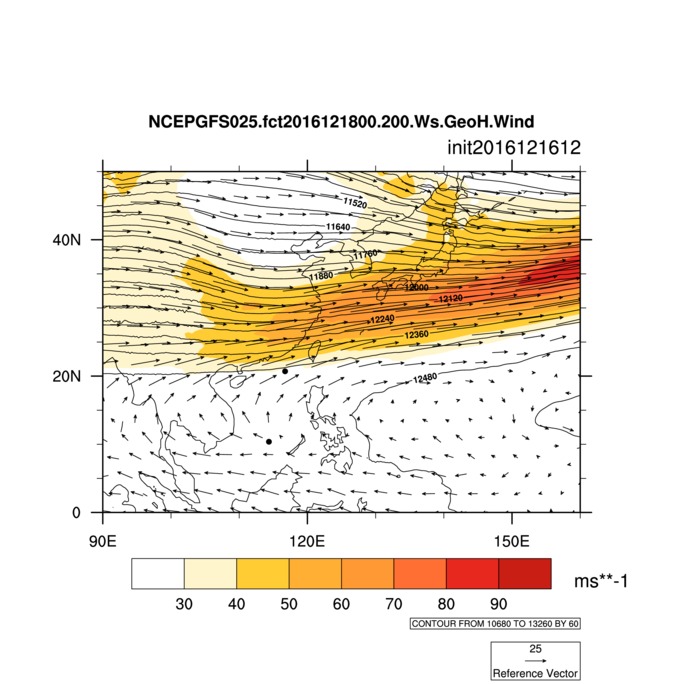 NCEPGFS025.fct2016121800.200.Ws.GeoH.Wind
init2016121612
11520
11640
40N
11760
11880
12000
12120
12240
12360
20N
12480
0
90E 120E 150E
ms**-1
30 40 50 60 70 80 90
CONTOUR FROM 10680 TO 13260 BY 60
25
Reference Vector